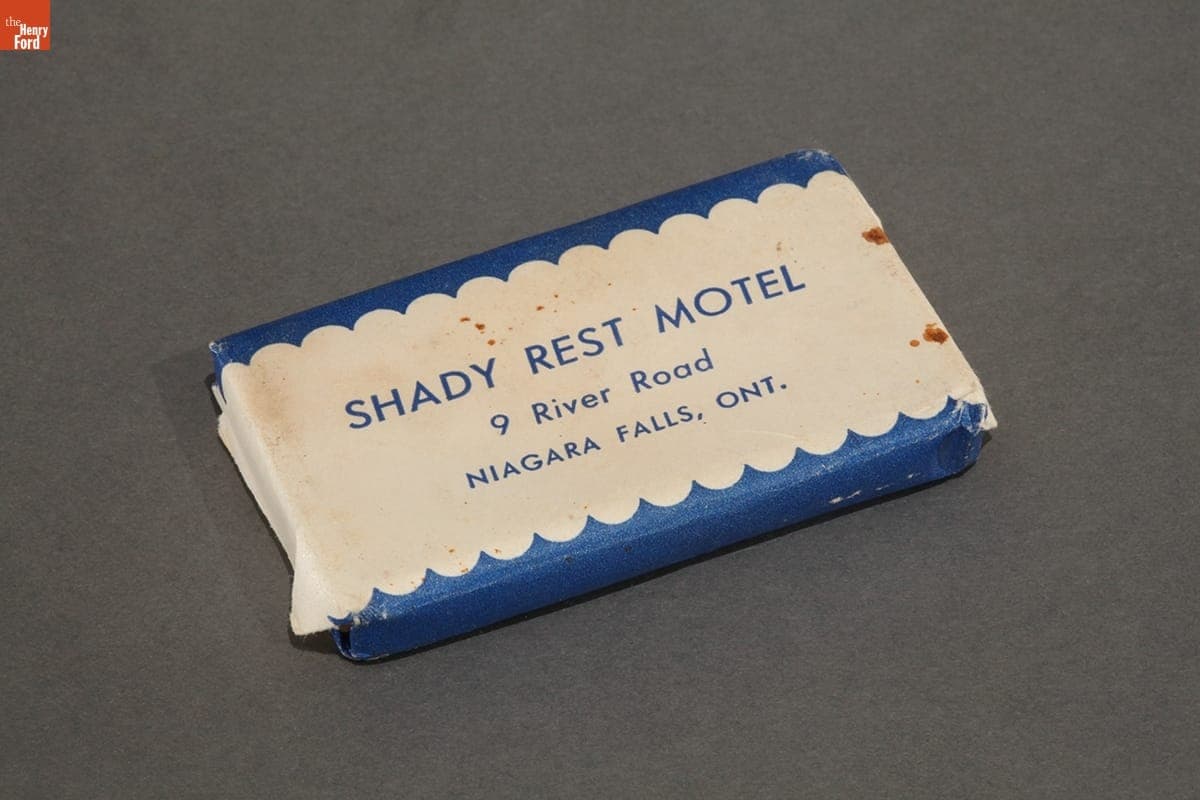 the
Henry
Ford
SHADY REST MOTEL
9 River Road
NIAGARA FALLS, ONT.